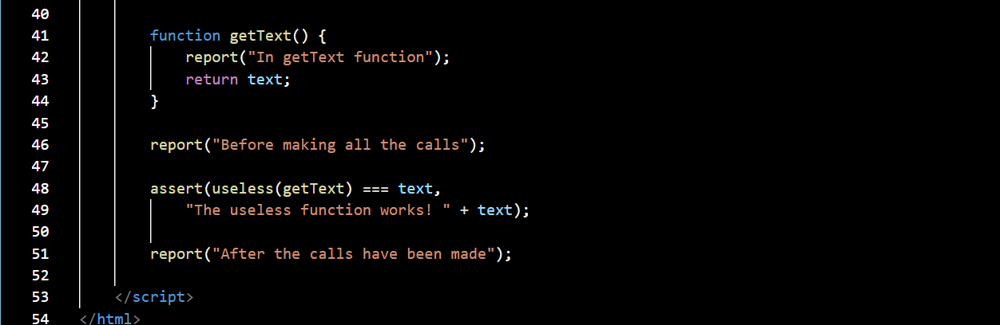 40
41 function getText() {
42 report("In getText function");
43 return text;
44 }
45
46 report("Before making all the calls");
47
48 assert(useless(getText) === text,
49 "The useless function works! " + text);
50
51 report("After the calls have been made");
52
53 </script>
54 </html>